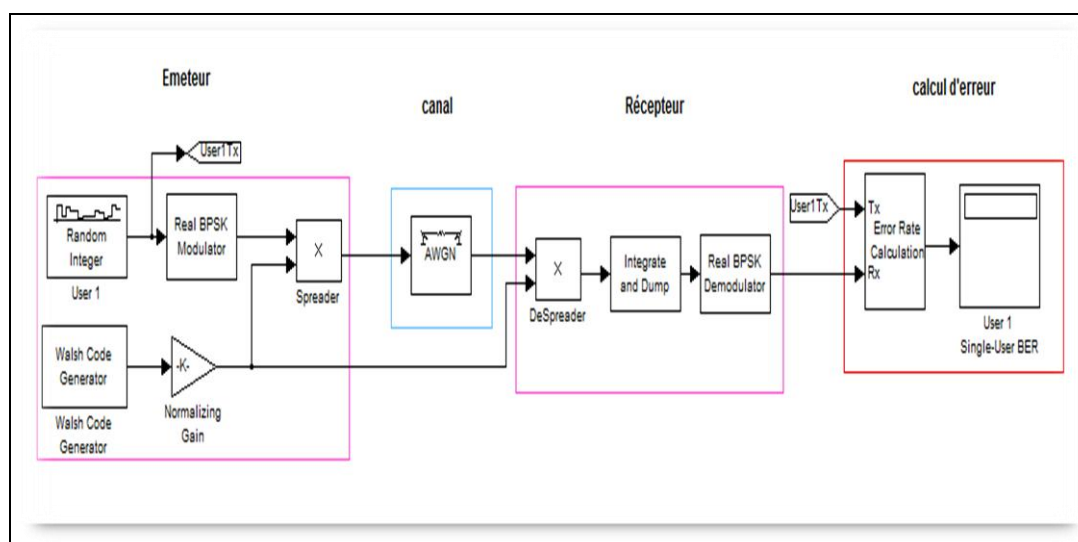 Emeteur
canal
Récepteur
calcul d'erreur
User1Tx
Random
Integer
User 1
Real BPSK
Modulator
X
Spreader
Walsh Code
Generator
Walsh Code
Generator
-K-
Normalizing
Gain
AWGN
X
DeSpreader
Integrate
and Dump
Real BPSK
Demodulator
User1Tx
Tx
Error Rate
Calculation
Rx
User 1
Single-User BER